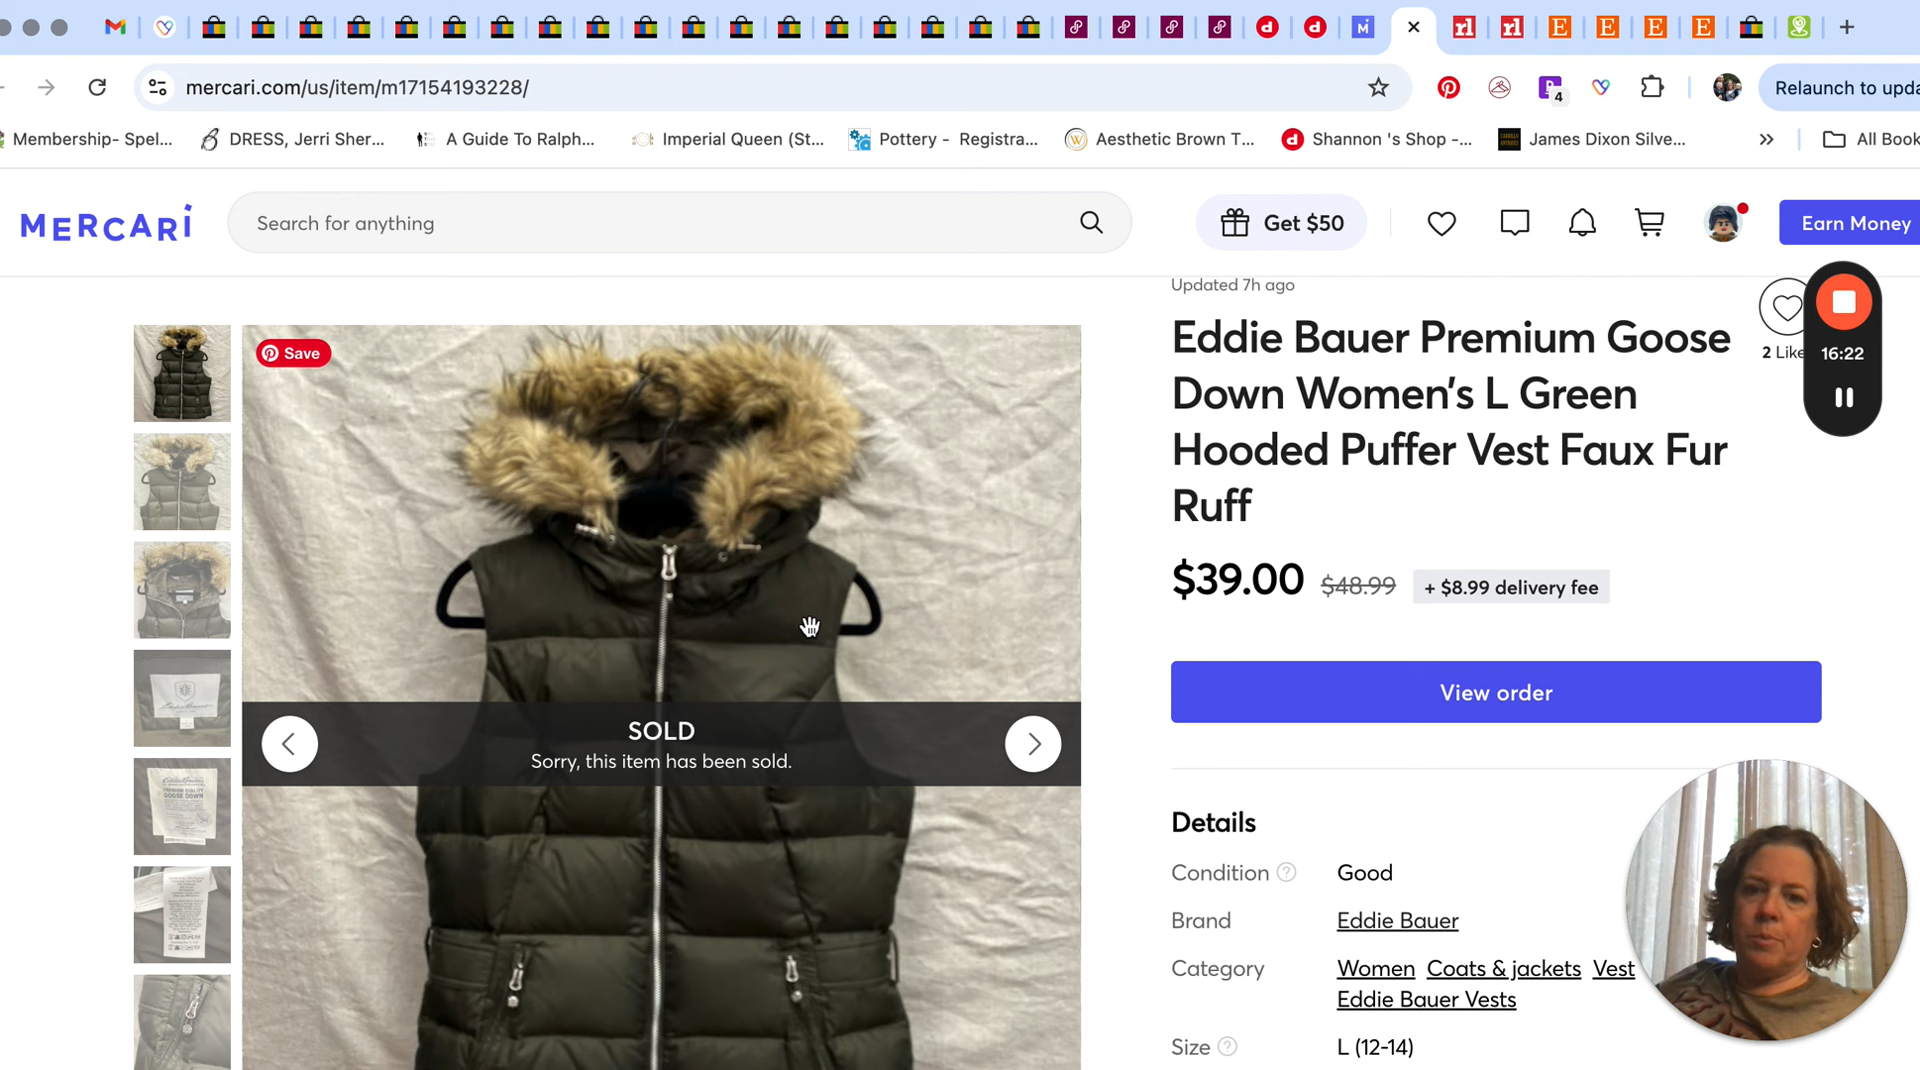 mercari.com/us/item/m17154193228/
4
Relaunch to upda
Membership- Spel...
DRESS, Jerri Sher...
A Guide To Ralph...
Imperial Queen (St...
Pottery - Registra...
Aesthetic Brown T...
Shannon 's Shop -...
James Dixon Silve...
»
All Book
MERCARI
Search for anything
Get $50
Earn Money
Updated 7h ago
Save
Eddie Bauer Premium Goose
Down Women's L Green
Hooded Puffer Vest Faux Fur
Ruff
2 Like
16:22
$39.00 $48.99 + $8.99 delivery fee
SOLD
Sorry, this item has been sold.
View order
Details
Condition ? Good
Brand Eddie Bauer
Category Women Coats & jackets Vest
Eddie Bauer Vests
Size ? L (12-14)